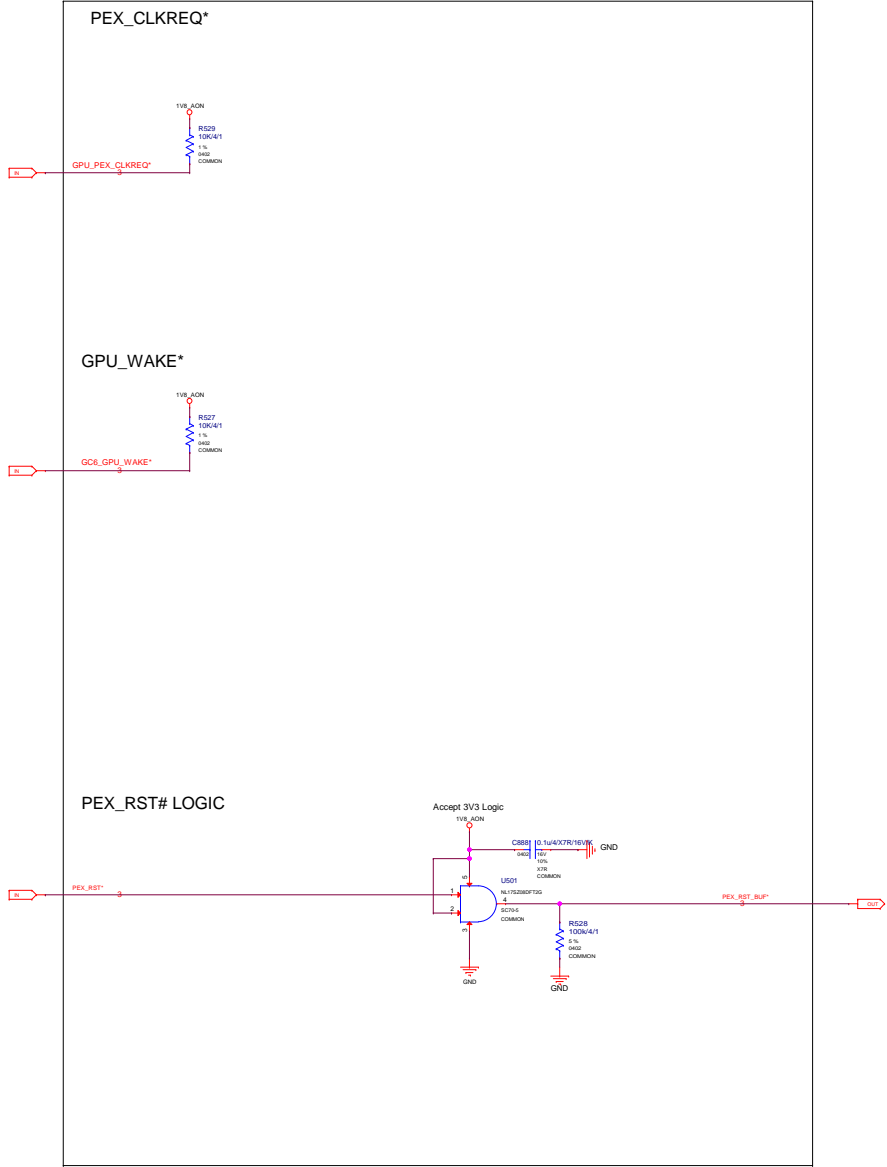 PEX_CLKREQ*
1V8_AON
R529
10K/4/1
1 %
0402
COMMON
IN
GPU_PEX_CLKREQ*
3
GPU_WAKE*
1V8_AON
R527
10K/4/1
1 %
0402
COMMON
IN
GC6_GPU_WAKE*
3
PEX_RST# LOGIC
Accept 3V3 Logic
1V8_AON
C888 0.1u/4/X7R/16V/K
GND
0402
16V
10%
X7R
COMMON
IN
PEX_RST*
3
5
1
2
3
4
U501
NL17SZ08DFT2G
SC70-5
COMMON
GND
R528
100k/4/1
5 %
0402
COMMON
GND
PEX_RST_BUF*
3
OUT